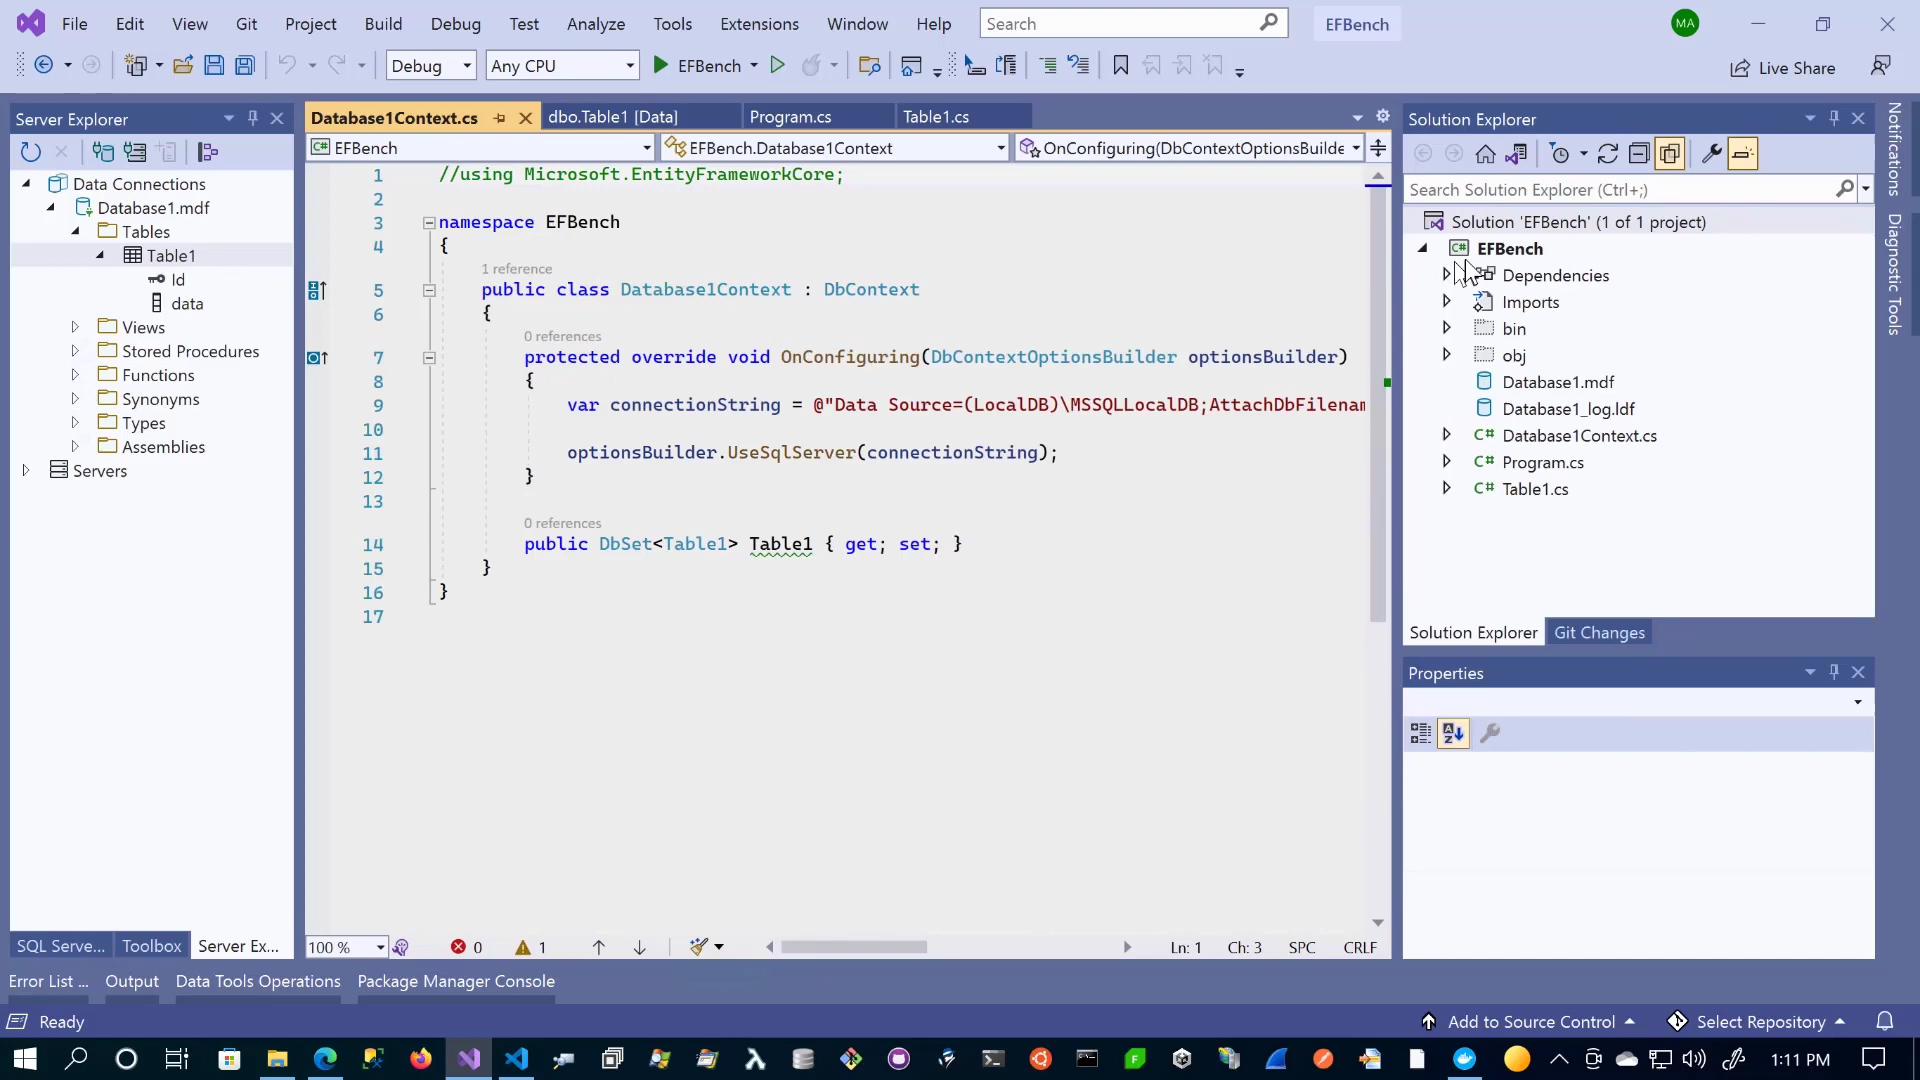 File Edit View Git Project Build Debug Test Analyze Tools Extensions Window Help Search EFBench MA
Debug Any CPU EFBench Live Share
Server Explorer
Data Connections
Database1.mdf
Tables
Table1
Id
data
Views
Stored Procedures
Functions
Synonyms
Types
Assemblies
Servers
SQL Serve... Toolbox Server Ex...
Database1Context.cs dbo.Table1 [Data] Program.cs Table1.cs
C# EFBench EFBench.Database1Context OnConfiguring(DbContextOptionsBuilde
1 //using Microsoft.EntityFrameworkCore;
2
3 namespace EFBench
4 {
1 reference
5 public class Database1Context : DbContext
6 {
0 references
7 protected override void OnConfiguring(DbContextOptionsBuilder optionsBuilder)
8 {
9 var connectionString = @"Data Source=(LocalDB)\MSSQLLocalDB;AttachDbFilenam
10
11 optionsBuilder.UseSqlServer(connectionString);
12 }
13
0 references
14 public DbSet<Table1> Table1 { get; set; }
15 }
16 }
17
100 % 0 1 Ln: 1 Ch: 3 SPC CRLF
Solution Explorer
Search Solution Explorer (Ctrl+;)
Solution 'EFBench' (1 of 1 project)
C# EFBench
Dependencies
Imports
bin
obj
Database1.mdf
Database1_log.ldf
C# Database1Context.cs
C# Program.cs
C# Table1.cs
Solution Explorer Git Changes
Properties
A
Z
Notifications
Diagnostic Tools
Error List ... Output Data Tools Operations Package Manager Console
Ready Add to Source Control Select Repository
1:11 PM